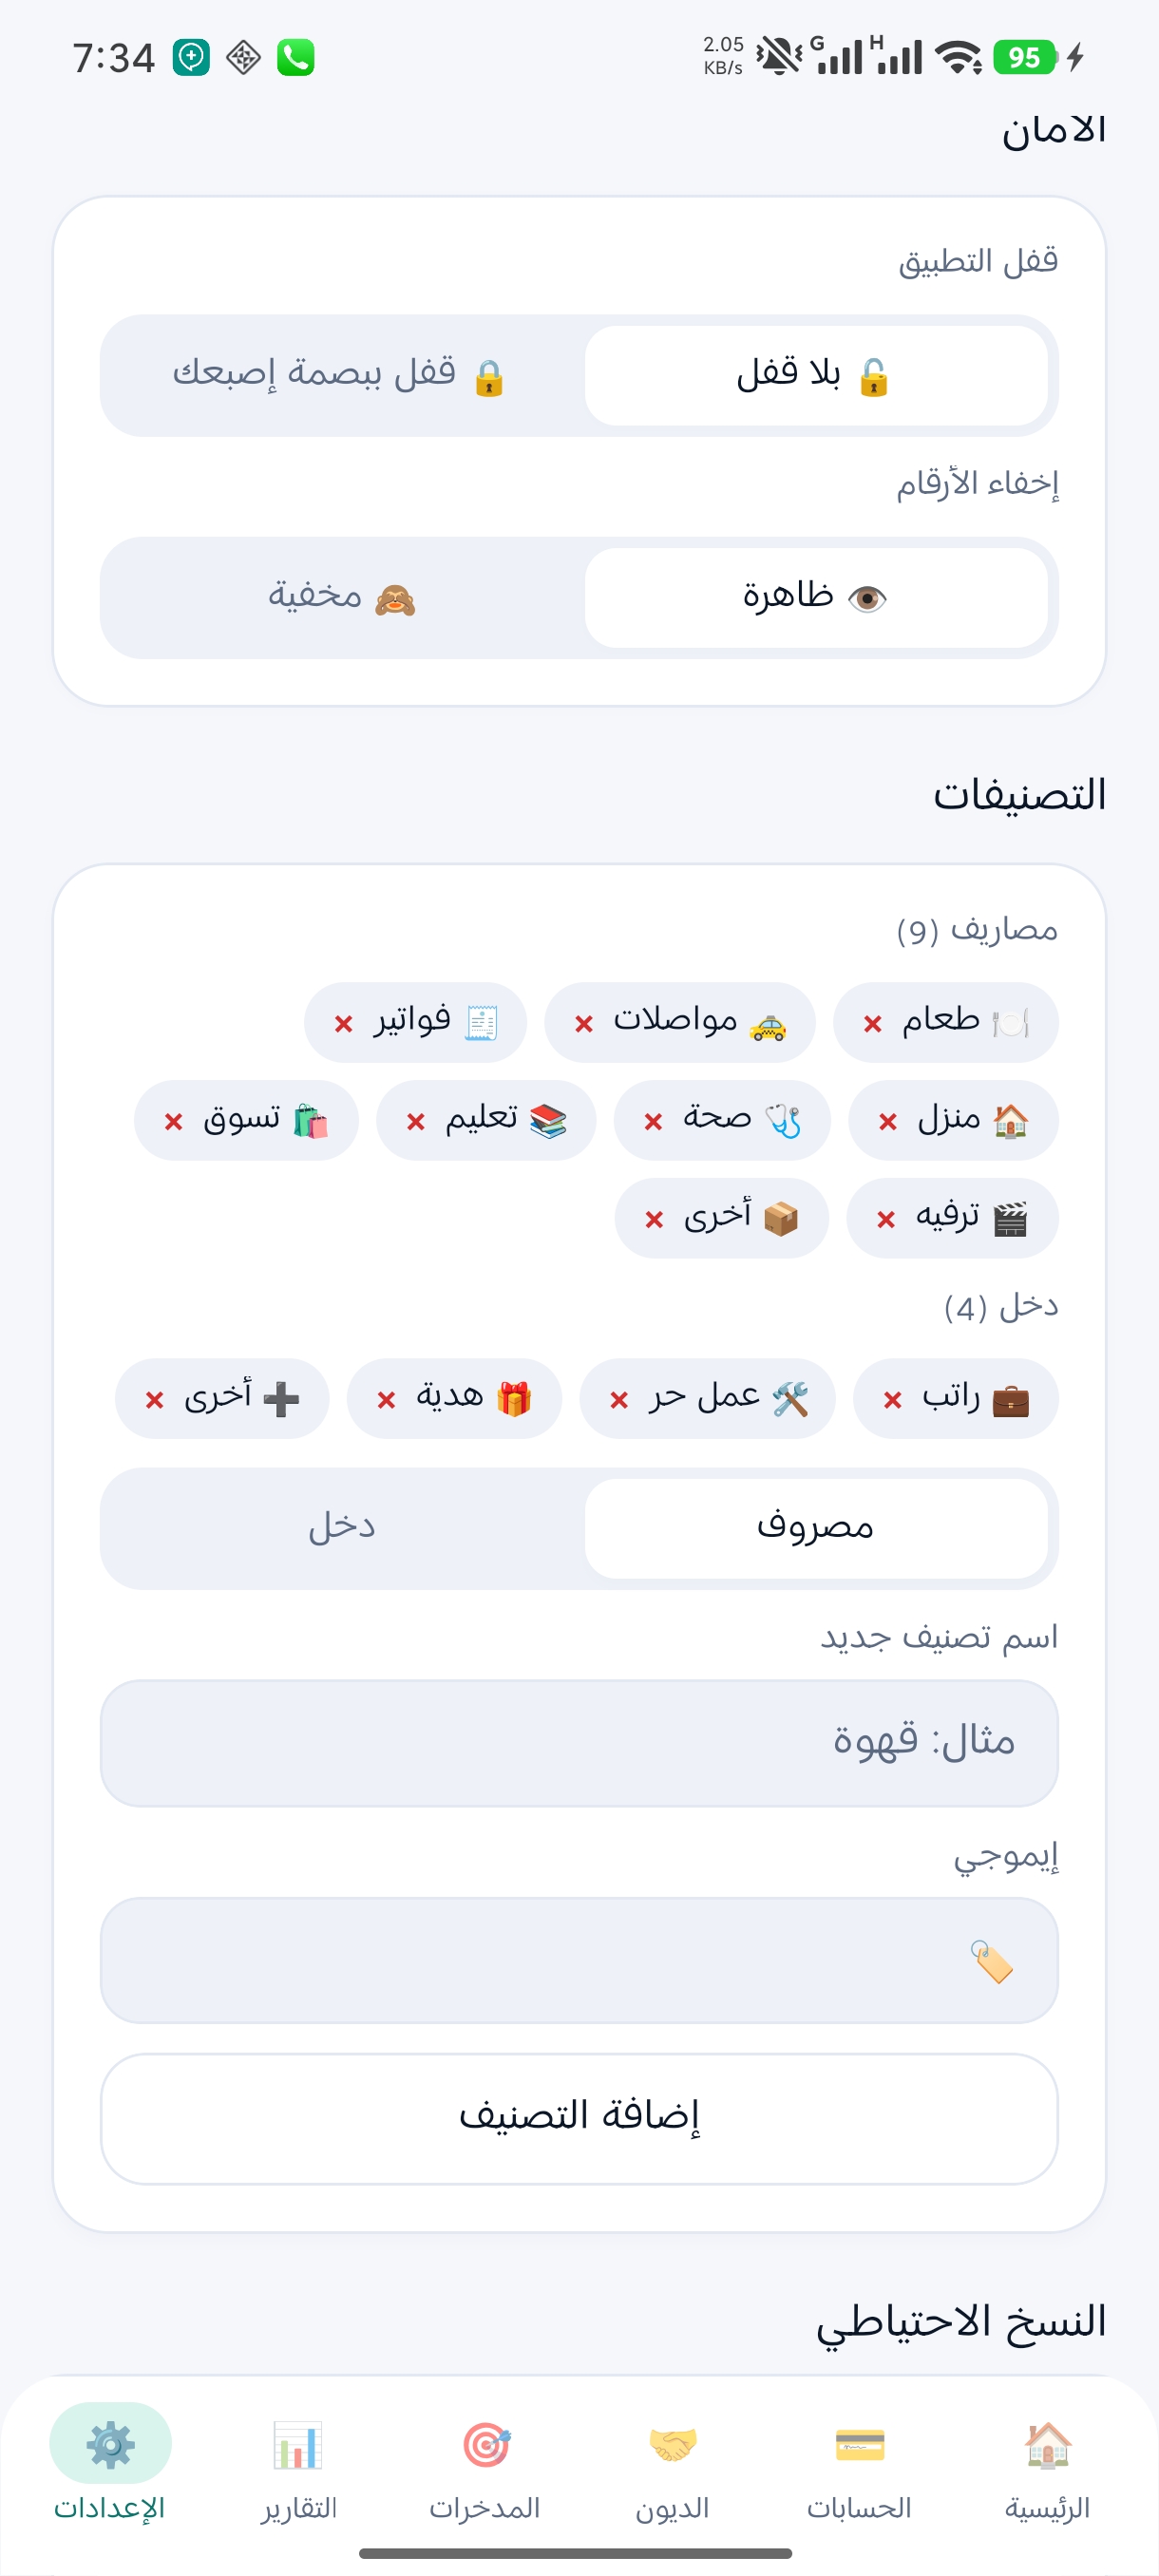 7:34
2.05 KB/s
G
H
95
الأمان
قفل التطبيق
🔓 بلا قفل
🔒 قفل ببصمة إصبعك
إخفاء الأرقام
👁️ ظاهرة
🙈 مخفية
التصنيفات
مصاريف (9)
🍽️ طعام × 🚕 مواصلات × 🧾 فواتير ×
🏠 منزل × 🩺 صحة × 📚 تعليم × 🛍️ تسوق ×
🎬 ترفيه × 📦 أخرى ×
دخل (4)
💼 راتب × 🛠️ عمل حر × 🎁 هدية × ➕ أخرى ×
مصروف
دخل
اسم تصنيف جديد
مثال: قهوة
إيموجي
🏷️
إضافة التصنيف
النسخ الاحتياطي
الرئيسية
الحسابات
الديون
المدخرات
التقارير
الإعدادات